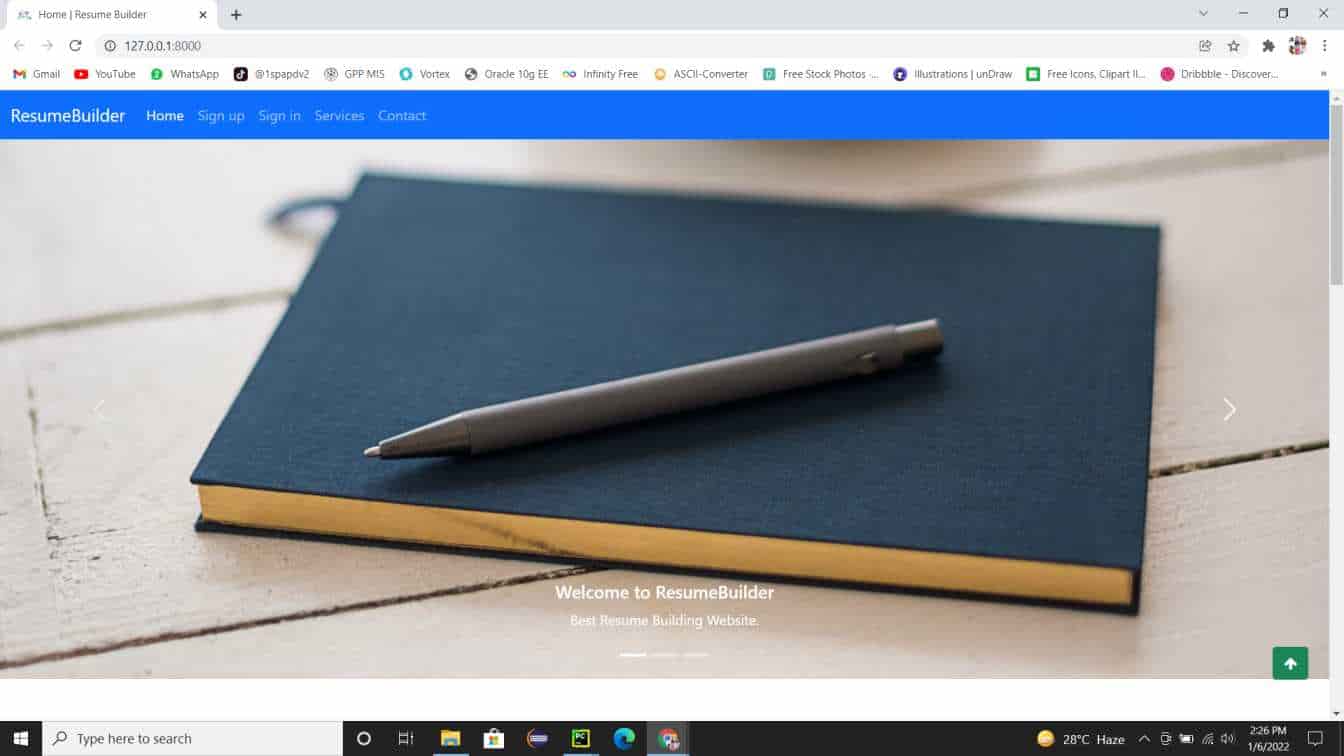 Home | Resume Builder
127.0.0.1:8000
Gmail YouTube WhatsApp @1spapdv2 GPP MIS Vortex Oracle 10g EE Infinity Free ASCII-Converter Free Stock Photos -... Illustrations | unDraw Free Icons, Clipart Il... Dribbble - Discover... »
ResumeBuilder Home Sign up Sign in Services Contact
Welcome to ResumeBuilder
Best Resume Building Website.
Type here to search
PC
28°C Haze
2:26 PM
1/6/2022